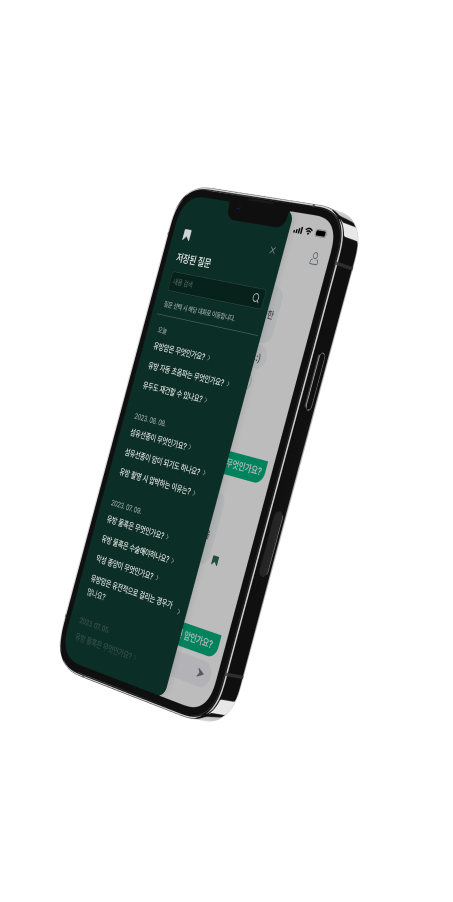 저장된 질문
내용 검색
질문 선택 시 해당 대화로 이동합니다.
오늘
유방암은 무엇인가요?
유방 자동 초음파는 무엇인가요?
유두도 재건할 수 있나요?
2023. 08. 08.
섬유선종이 무엇인가요?
섬유선종이 암이 되기도 하나요?
유방 촬영 시 압박하는 이유는?
2023. 07. 09.
유방 멍울은 무엇인가요?
유방 멍울은 수술해야하나요?
악성 종양이 무엇인가요?
유방암은 유전적으로 걸리는 경우가
많나요?
2023. 07. 09.
유방 멍울은 무엇인가요?
한
무엇인가요?
암인가요?